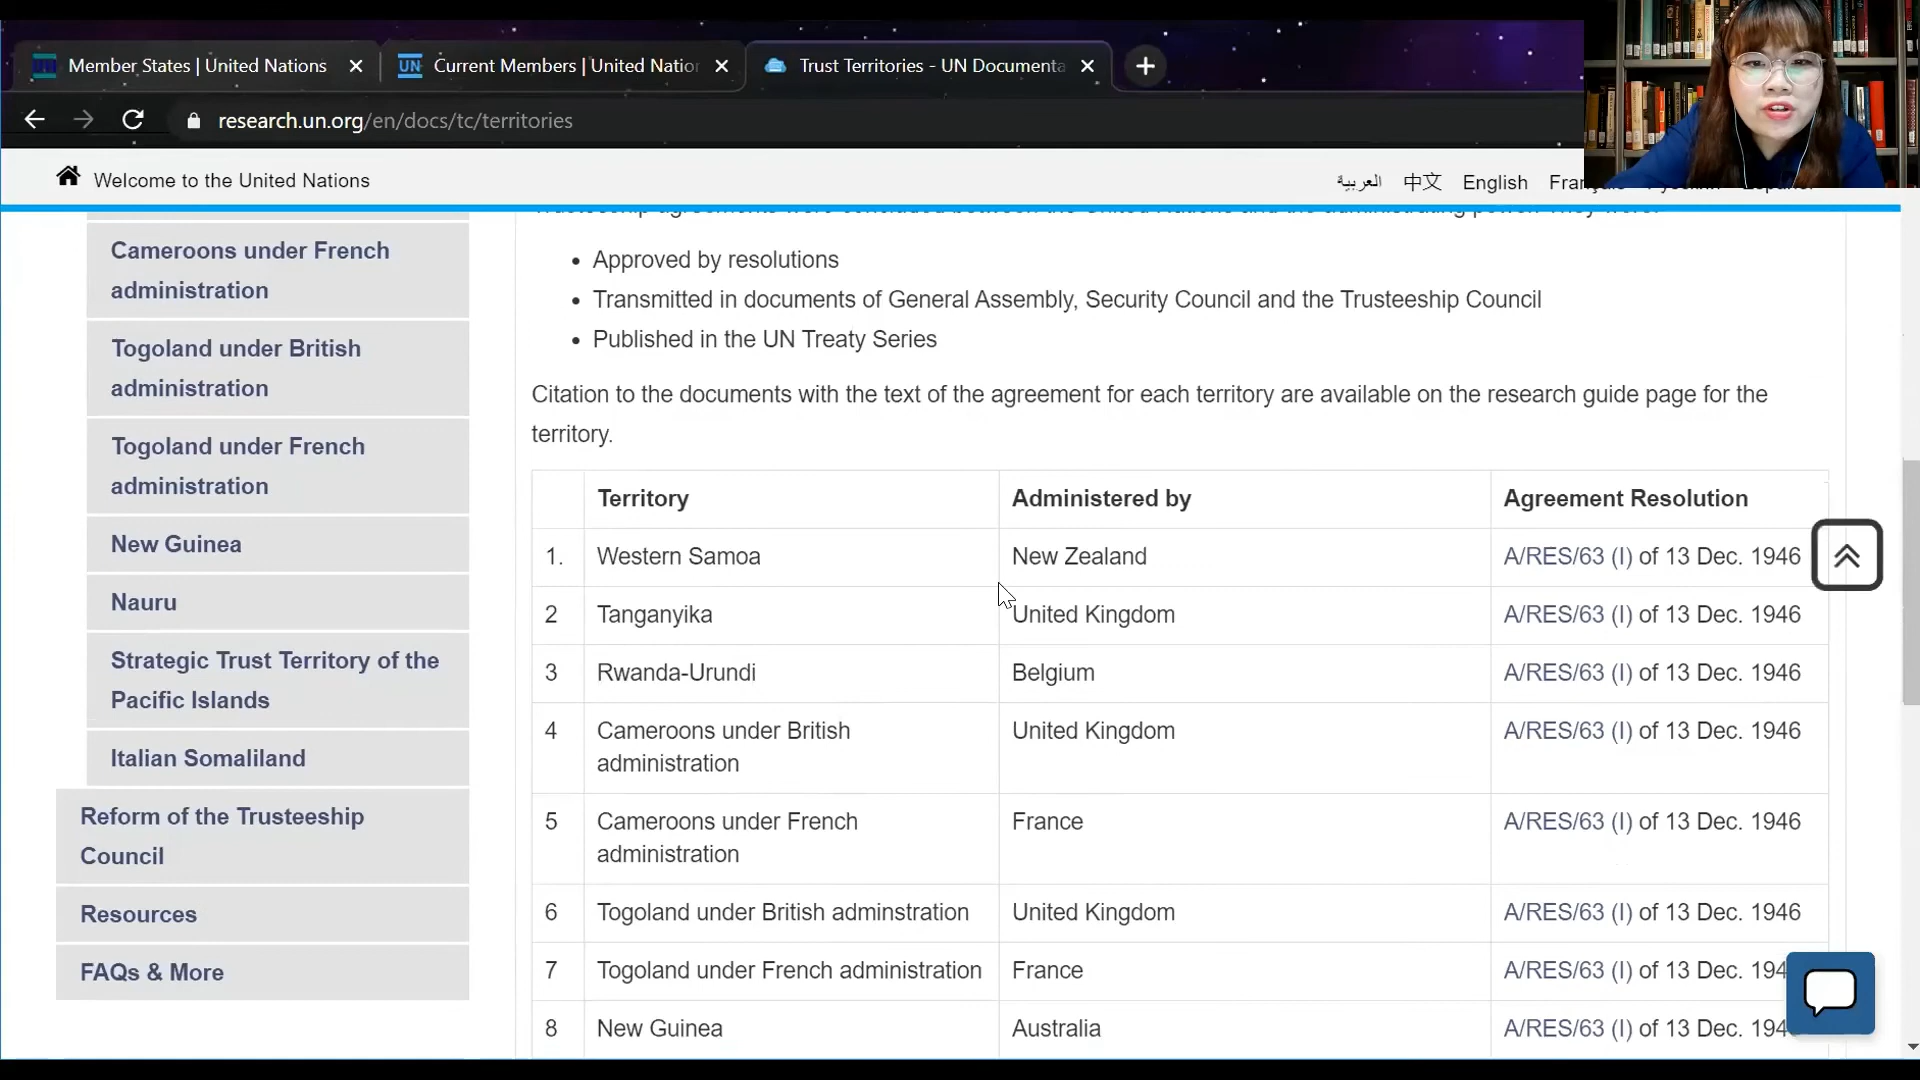 Member States | United Nations
Current Members | United Natio
Trust Territories - UN Documenta
research.un.org/en/docs/tc/territories
Welcome to the United Nations
العربية 中文 English
Cameroons under French
administration
Togoland under British
administration
Togoland under French
administration
New Guinea
Nauru
Strategic Trust Territory of the
Pacific Islands
Italian Somaliland
Reform of the Trusteeship
Council
Resources
FAQs & More
• Approved by resolutions
• Transmitted in documents of General Assembly, Security Council and the Trusteeship Council
• Published in the UN Treaty Series
Citation to the documents with the text of the agreement for each territory are available on the research guide page for the
territory.
Territory Administered by Agreement Resolution
1. Western Samoa New Zealand A/RES/63 (I) of 13 Dec. 1946
2 Tanganyika United Kingdom A/RES/63 (I) of 13 Dec. 1946
3 Rwanda-Urundi Belgium A/RES/63 (I) of 13 Dec. 1946
4 Cameroons under British United Kingdom A/RES/63 (I) of 13 Dec. 1946
administration
5 Cameroons under French France A/RES/63 (I) of 13 Dec. 1946
administration
6 Togoland under British adminstration United Kingdom A/RES/63 (I) of 13 Dec. 1946
7 Togoland under French administration France A/RES/63 (I) of 13 Dec. 194
8 New Guinea Australia A/RES/63 (I) of 13 Dec. 194